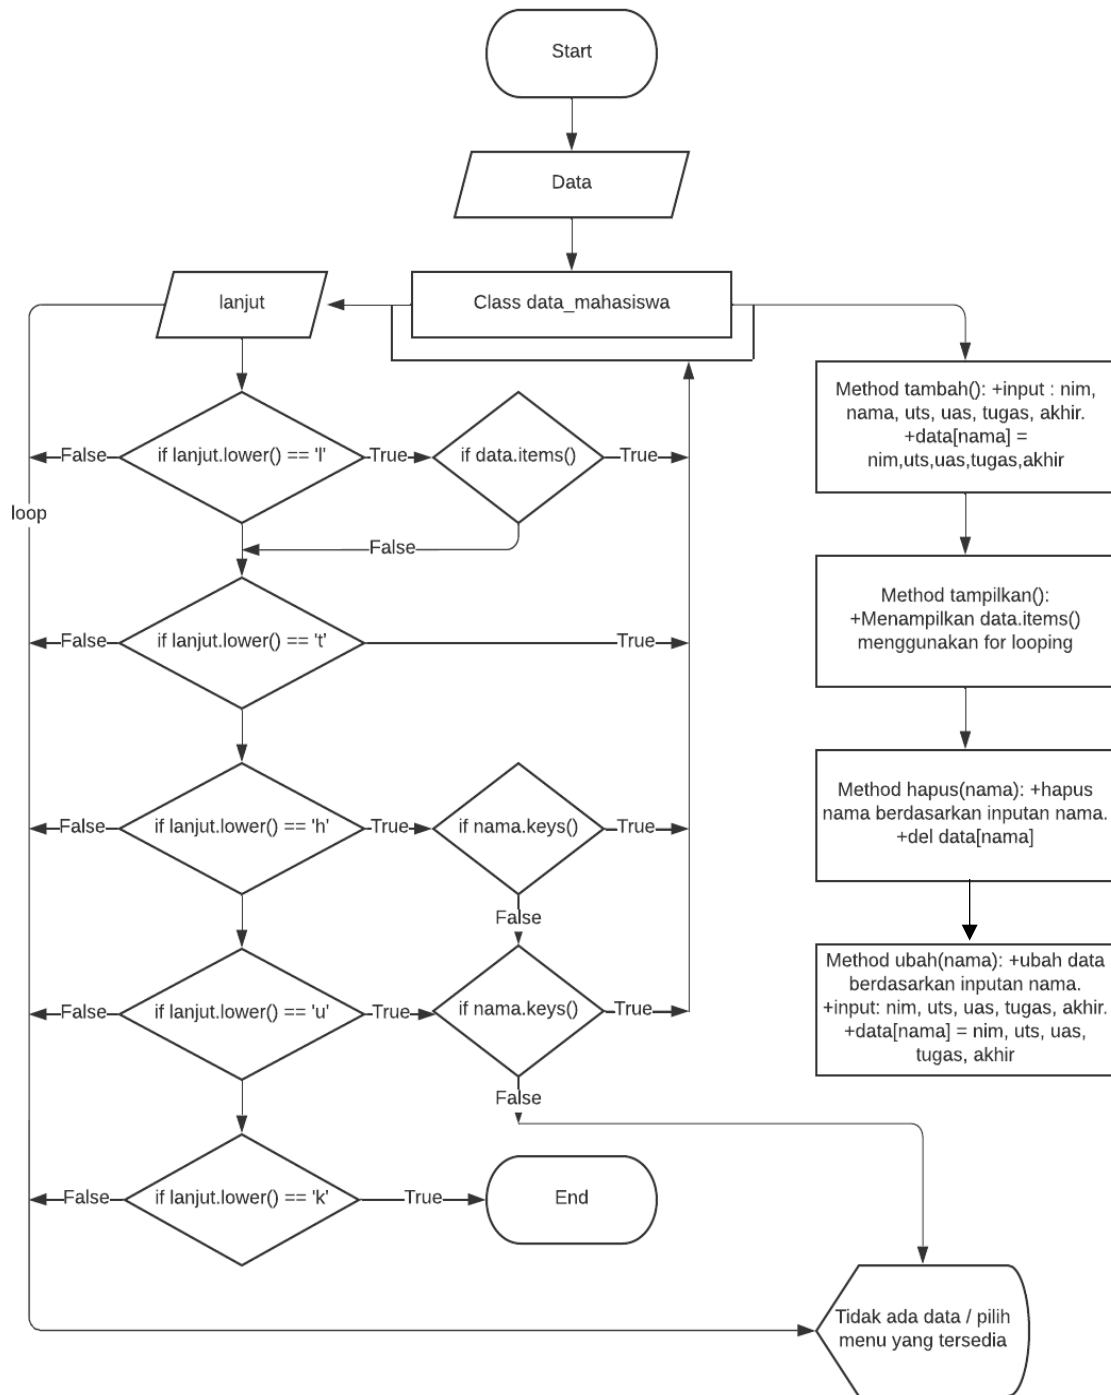 Start
Data
lanjut
Class data_mahasiswa
Method tambah(): +input : nim,
nama, uts, uas, tugas, akhir.
+data[nama] =
nim,uts,uas,tugas,akhir
False
if lanjut.lower() == 'l'
True
if data.items()
True
loop
False
Method tampilkan():
+Menampilkan data.items()
menggunakan for looping
False
if lanjut.lower() == 't'
True
Method hapus(nama): +hapus
nama berdasarkan inputan nama.
+del data[nama]
False
if lanjut.lower() == 'h'
True
if nama.keys()
True
False
Method ubah(nama): +ubah data
berdasarkan inputan nama.
+input: nim, uts, uas, tugas, akhir.
+data[nama] = nim, uts, uas,
tugas, akhir
False
if lanjut.lower() == 'u'
True
if nama.keys()
True
False
False
if lanjut.lower() == 'k'
True
End
Tidak ada data / pilih
menu yang tersedia